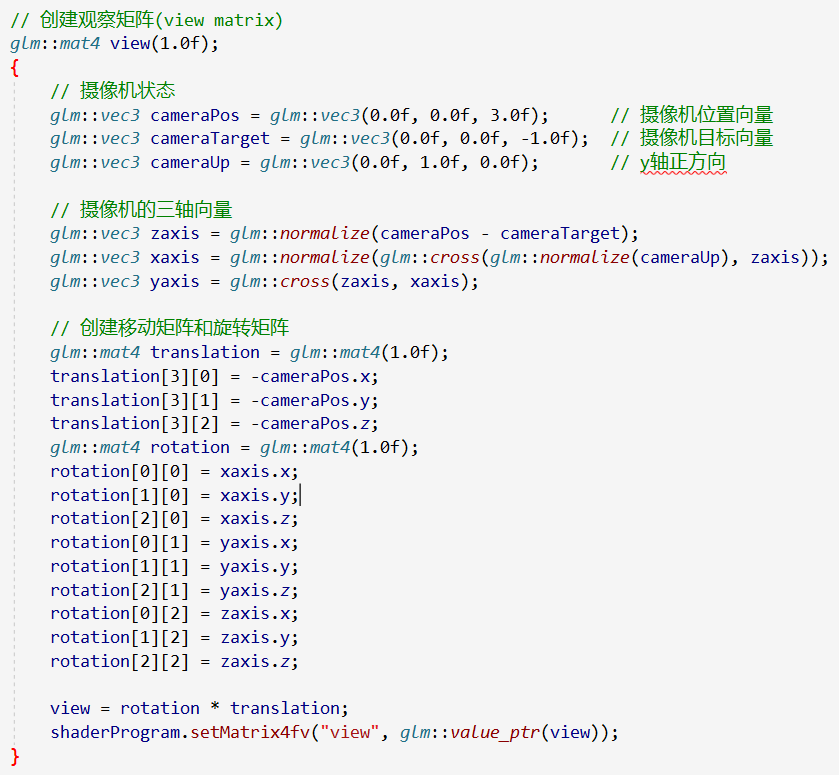 // 创建观察矩阵(view matrix)
glm::mat4 view(1.0f);
{
// 摄像机状态
glm::vec3 cameraPos = glm::vec3(0.0f, 0.0f, 3.0f); // 摄像机位置向量
glm::vec3 cameraTarget = glm::vec3(0.0f, 0.0f, -1.0f); // 摄像机目标向量
glm::vec3 cameraUp = glm::vec3(0.0f, 1.0f, 0.0f); // y轴正方向
// 摄像机的三轴向量
glm::vec3 zaxis = glm::normalize(cameraPos - cameraTarget);
glm::vec3 xaxis = glm::normalize(glm::cross(glm::normalize(cameraUp), zaxis));
glm::vec3 yaxis = glm::cross(zaxis, xaxis);
// 创建移动矩阵和旋转矩阵
glm::mat4 translation = glm::mat4(1.0f);
translation[3][0] = -cameraPos.x;
translation[3][1] = -cameraPos.y;
translation[3][2] = -cameraPos.z;
glm::mat4 rotation = glm::mat4(1.0f);
rotation[0][0] = xaxis.x;
rotation[1][0] = xaxis.y;
rotation[2][0] = xaxis.z;
rotation[0][1] = yaxis.x;
rotation[1][1] = yaxis.y;
rotation[2][1] = yaxis.z;
rotation[0][2] = zaxis.x;
rotation[1][2] = zaxis.y;
rotation[2][2] = zaxis.z;
view = rotation * translation;
shaderProgram.setMatrix4fv("view", glm::value_ptr(view));
}